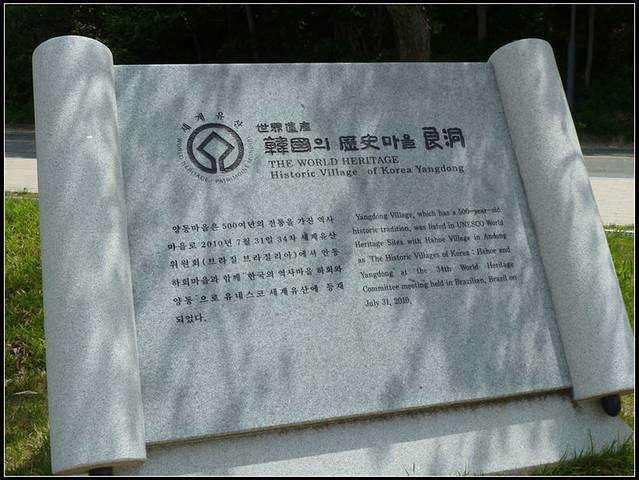 세계유산
WORLD HERITAGE
PATRIMOINE
世界遺産
韓國의 歷史마을 良洞
THE WORLD HERITAGE
Historic Village of Korea Yangdong
양동마을은 500여년의 전통을 가진 역사
마을로 2010년 7월 31일 34차 세계유산
위원회(브라질 브라질리아)에서 안동
하회마을과 함께 '한국의 역사마을 하회와
양동'으로 유네스코 세계유산에 등재
되었다.
Yangdong Village, which has a 500-year-old
historic tradition, was listed in UNESCO World
Heritage Sites with Hahoe Village in Andong
as 'The Historic Villages of Korea : Hahoe and
Yangdong at the 34th World Heritage
Committee meeting held in Brazilian, Brazil on
July 31, 2010.